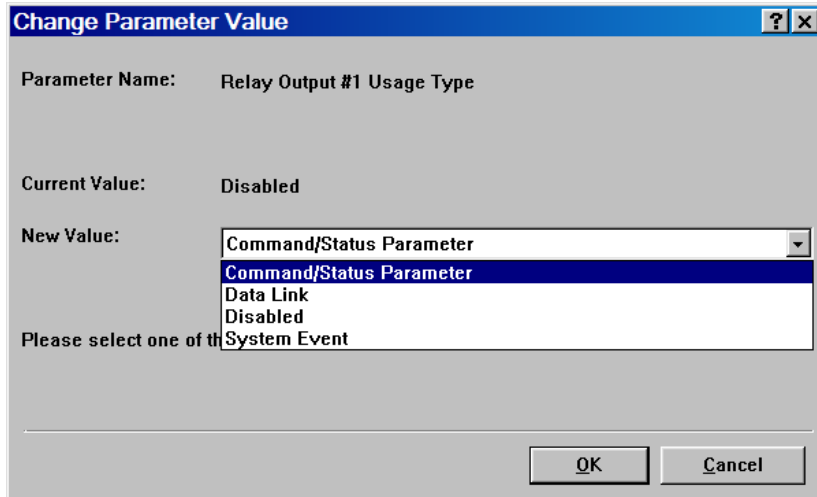 Change Parameter Value
Parameter Name: Relay Output #1 Usage Type
Current Value: Disabled
New Value: Command/Status Parameter
Command/Status Parameter
Data Link
Disabled
Please select one of th System Event
OK Cancel